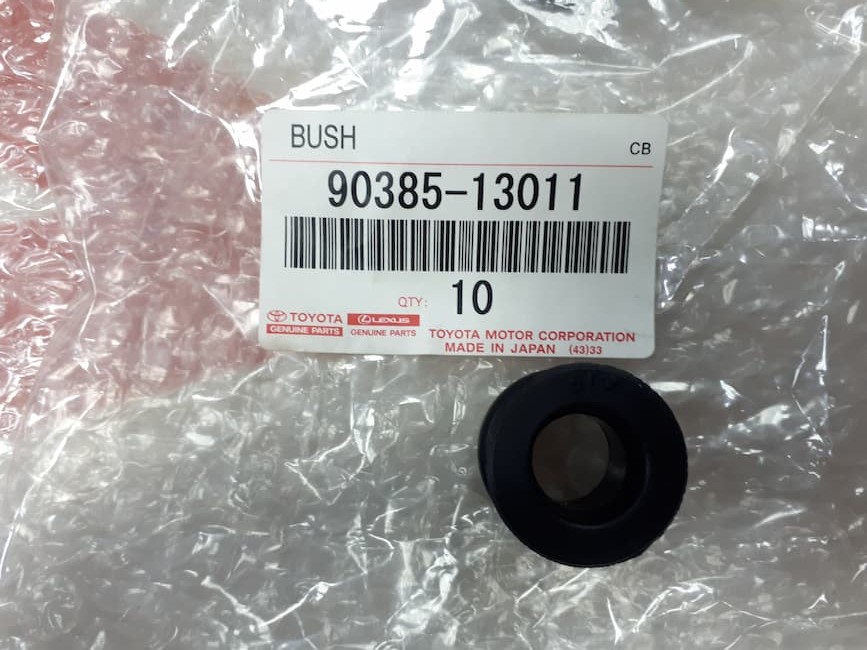 BUSH
CB
90385-13011
QTY: 10
TOYOTA
GENUINE PARTS
LEXUS
GENUINE PARTS
TOYOTA MOTOR CORPORATION
MADE IN JAPAN (43)33